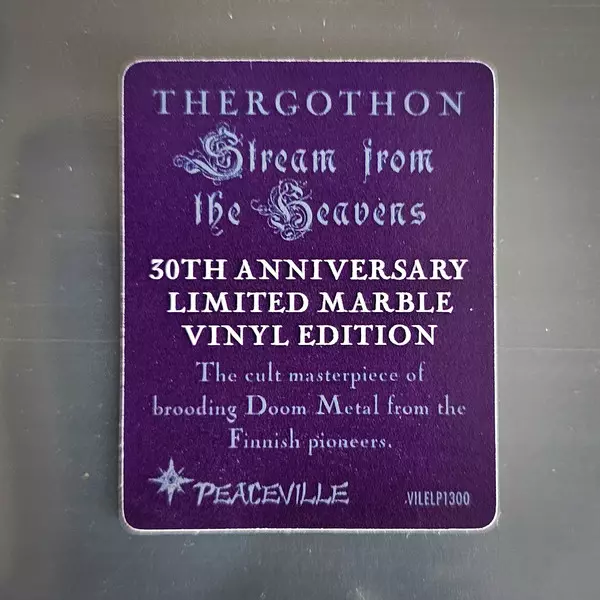 THERGOTHON
Stream from
the Heavens
30TH ANNIVERSARY
LIMITED MARBLE
VINYL EDITION
The cult masterpiece of
brooding Doom Metal from the
Finnish pioneers.
PEACEVILLE
.VILELP1300